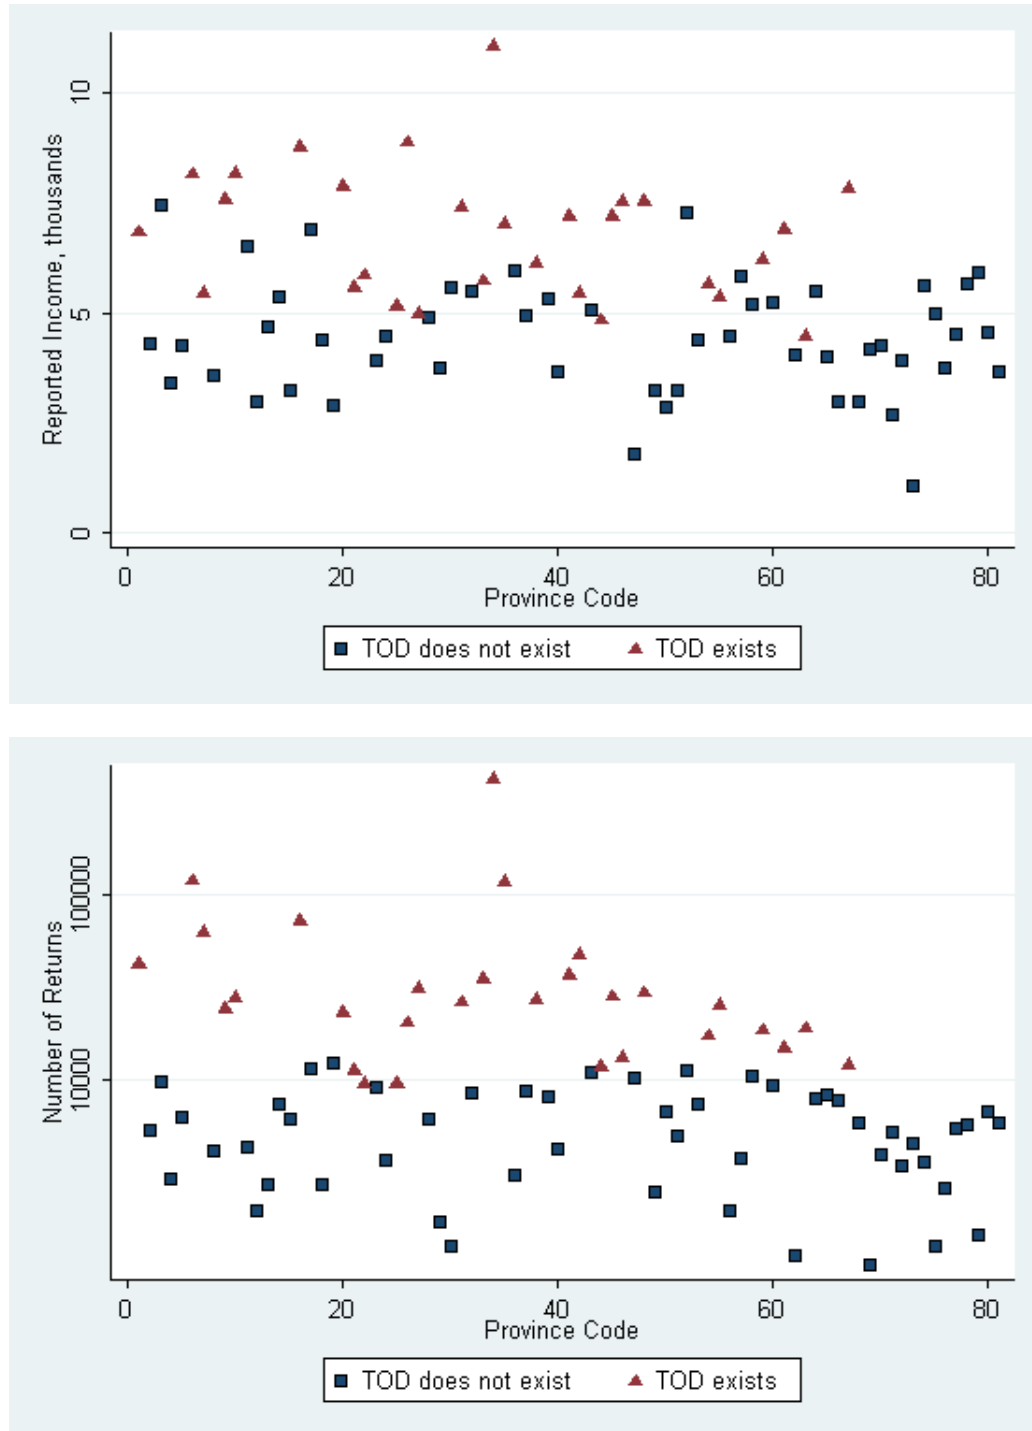 Reported Income, thousands
10
5
0
0 20 40 60 80
Province Code
TOD does not exist TOD exists
Number of Returns
100000
10000
0 20 40 60 80
Province Code
TOD does not exist TOD exists